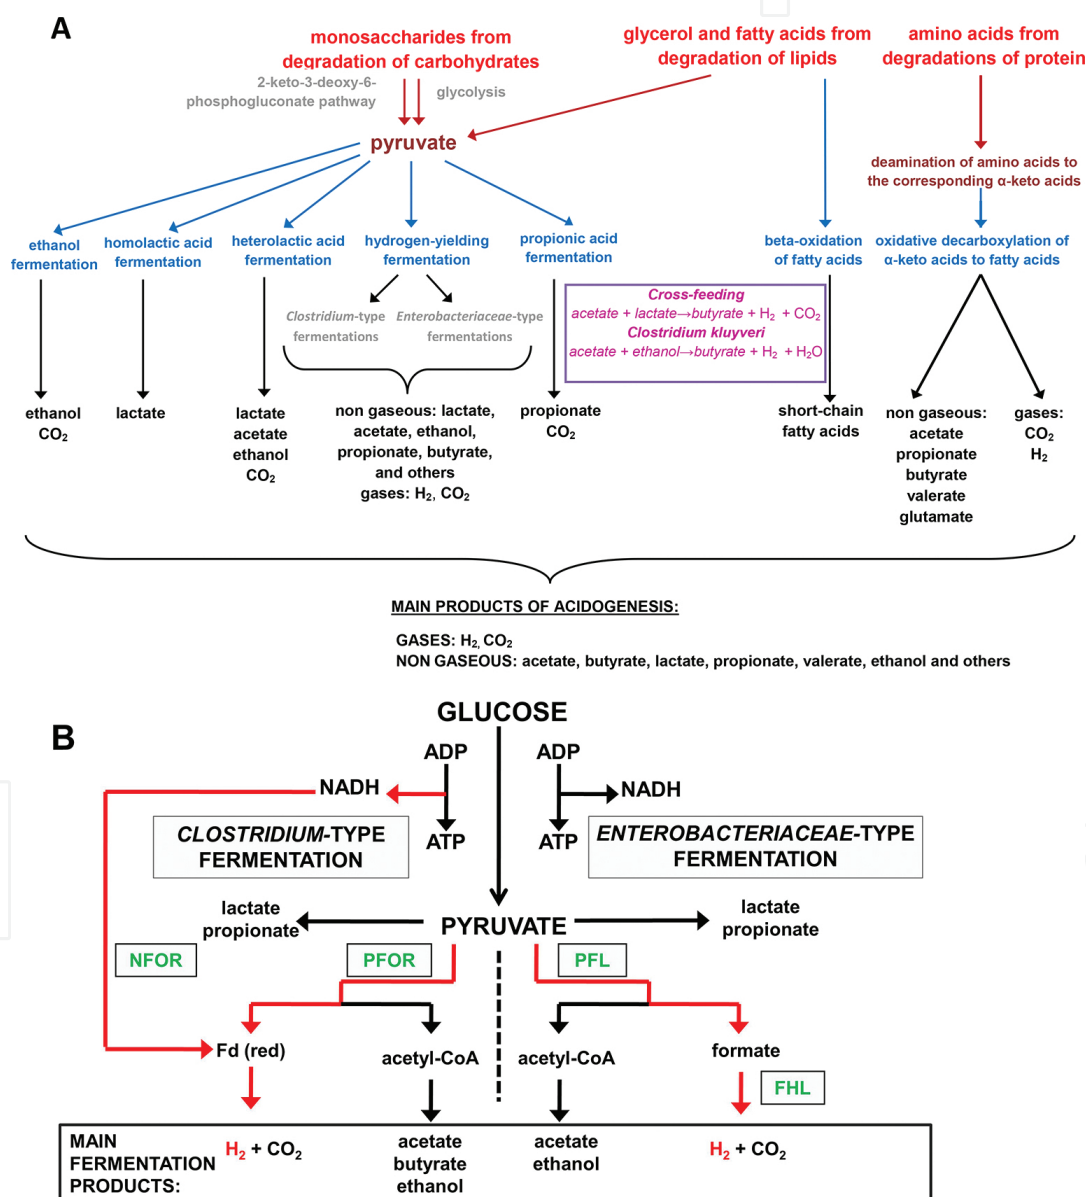 A
monosaccharides from
degradation of carbohydrates
glycerol and fatty acids from
degradation of lipids
amino acids from
degradations of protein
2-keto-3-deoxy-6-
phosphogluconate pathway
glycolysis
pyruvate
deamination of amino acids to
the corresponding α-keto acids
ethanol
fermentation
homolactic acid
fermentation
heterolactic acid
fermentation
hydrogen-yielding
fermentation
propionic acid
fermentation
beta-oxidation
of fatty acids
oxidative decarboxylation of
α-keto acids to fatty acids
Clostridium-type
fermentations
Enterobacteriaceae-type
fermentations
Cross-feeding
acetate + lactate→butyrate + H₂ + CO₂
Clostridium kluyveri
acetate + ethanol→butyrate + H₂ + H₂O
ethanol
CO₂
lactate
lactate
acetate
ethanol
CO₂
non gaseous: lactate,
acetate, ethanol,
propionate, butyrate,
and others
gases: H₂, CO₂
propionate
CO₂
short-chain
fatty acids
non gaseous:
acetate
propionate
butyrate
valerate
glutamate
gases:
CO₂
H₂
MAIN PRODUCTS OF ACIDOGENESIS:
GASES: H₂, CO₂
NON GASEOUS: acetate, butyrate, lactate, propionate, valerate, ethanol and others
B
GLUCOSE
ADP
ADP
NADH
NADH
ATP
ATP
CLOSTRIDIUM-TYPE
FERMENTATION
ENTEROBACTERIACEAE-TYPE
FERMENTATION
lactate
propionate
PYRUVATE
lactate
propionate
NFOR
PFOR
PFL
Fd (red)
acetyl-CoA
acetyl-CoA
formate
FHL
MAIN
FERMENTATION
PRODUCTS:
H₂ + CO₂
acetate
butyrate
ethanol
acetate
ethanol
H₂ + CO₂